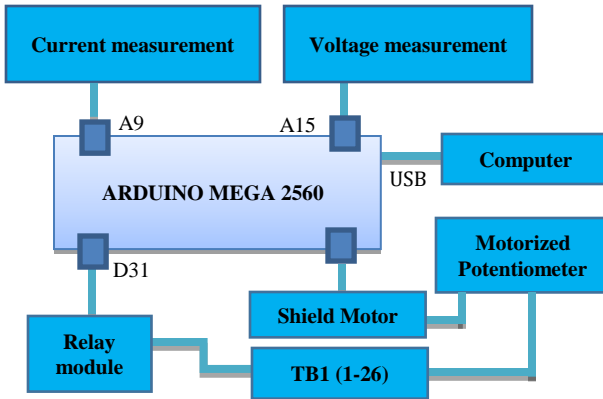 Current measurement
Voltage measurement
A9
A15
ARDUINO MEGA 2560
USB
Computer
D31
Motorized
Potentiometer
Shield Motor
Relay
module
TB1 (1-26)